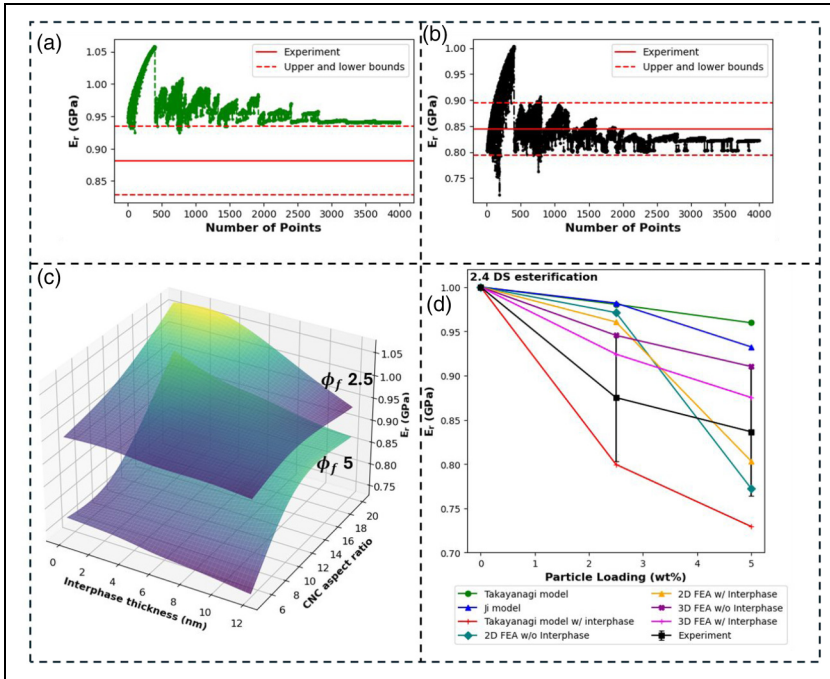 (a)
1.05
1.00
0.95
0.90
0.85
Er (GPa)
Experiment
Upper and lower bounds
0 500 1000 1500 2000 2500 3000 3500 4000
Number of Points
(b)
1.00
0.95
0.90
0.85
0.80
0.75
Er (GPa)
Experiment
Upper and lower bounds
0 500 1000 1500 2000 2500 3000 3500 4000
Number of Points
(c)
ϕf 2.5
ϕf 5
1.05
1.00
0.95
0.90
0.85
0.80
0.75
Er (GPa)
20
18
16
14
12
10
8
6
CNC aspect ratio
0 2 4 6 8 10 12
Interphase thickness (nm)
2.4 DS esterification
(d)
1.00
0.95
0.90
0.85
0.80
0.75
0.70
Er (GPa)
0 1 2 3 4 5
Particle Loading (wt%)
Takayanagi model
Ji model
Takayanagi model w/ interphase
2D FEA w/o Interphase
2D FEA w/ Interphase
3D FEA w/o Interphase
3D FEA w/ Interphase
Experiment